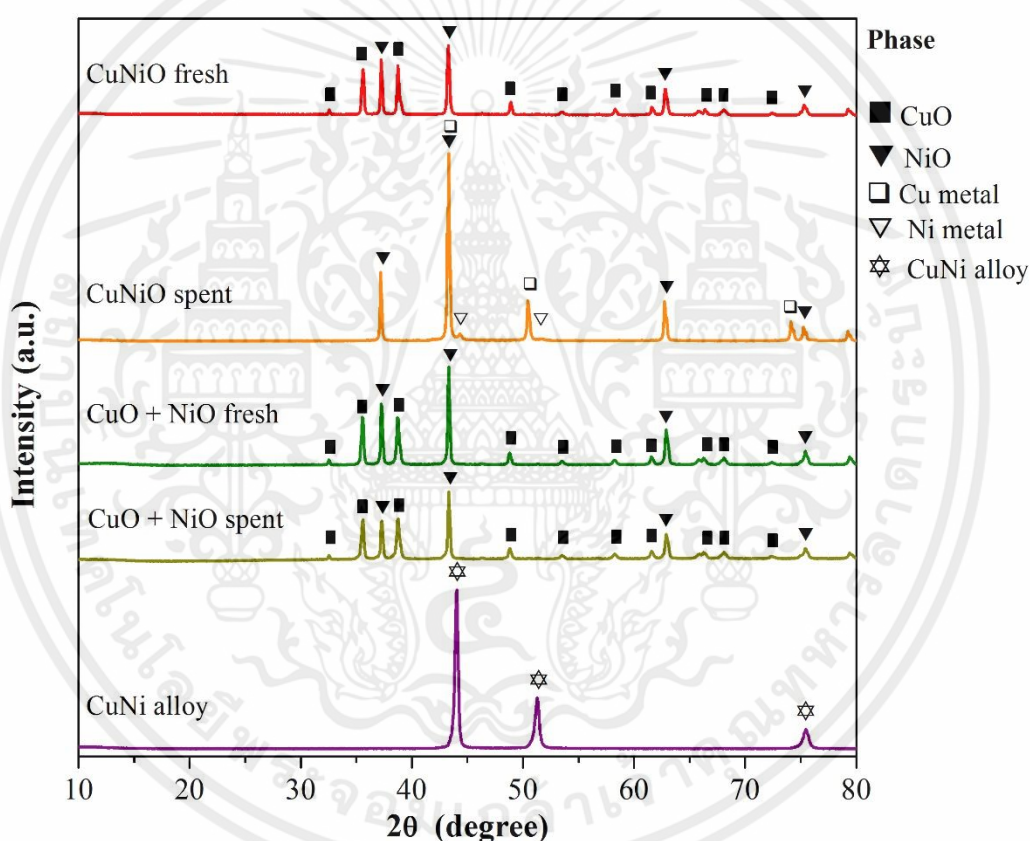 Phase
CuO
NiO
Cu metal
Ni metal
CuNi alloy
CuNiO fresh
CuNiO spent
CuO + NiO fresh
CuO + NiO spent
CuNi alloy
Intensity (a.u.)
10 20 30 40 50 60 70 80
2θ (degree)